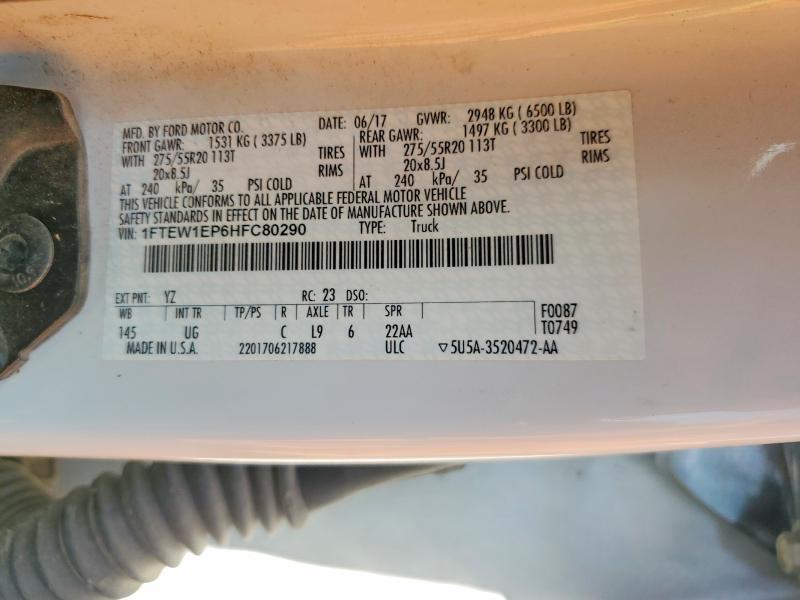 MFD. BY FORD MOTOR CO. DATE: 06/17 GVWR: 2948 KG ( 6500 LB)
FRONT GAWR: 1531 KG ( 3375 LB) REAR GAWR: 1497 KG ( 3300 LB)
WITH 275/55R20 113T TIRES WITH 275/55R20 113T TIRES
20x8.5J RIMS 20x8.5J RIMS
AT 240 kPa/ 35 PSI COLD AT 240 kPa/ 35 PSI COLD
THIS VEHICLE CONFORMS TO ALL APPLICABLE FEDERAL MOTOR VEHICLE
SAFETY STANDARDS IN EFFECT ON THE DATE OF MANUFACTURE SHOWN ABOVE.
VIN: 1FTEW1EP6HFC80290 TYPE: Truck
EXT PNT: YZ RC: 23 DSO:
WB INT TR TP/PS R AXLE TR SPR F0087
145 UG C L9 6 22AA T0749
MADE IN U.S.A. 2201706217888 ULC ▽5U5A-3520472-AA